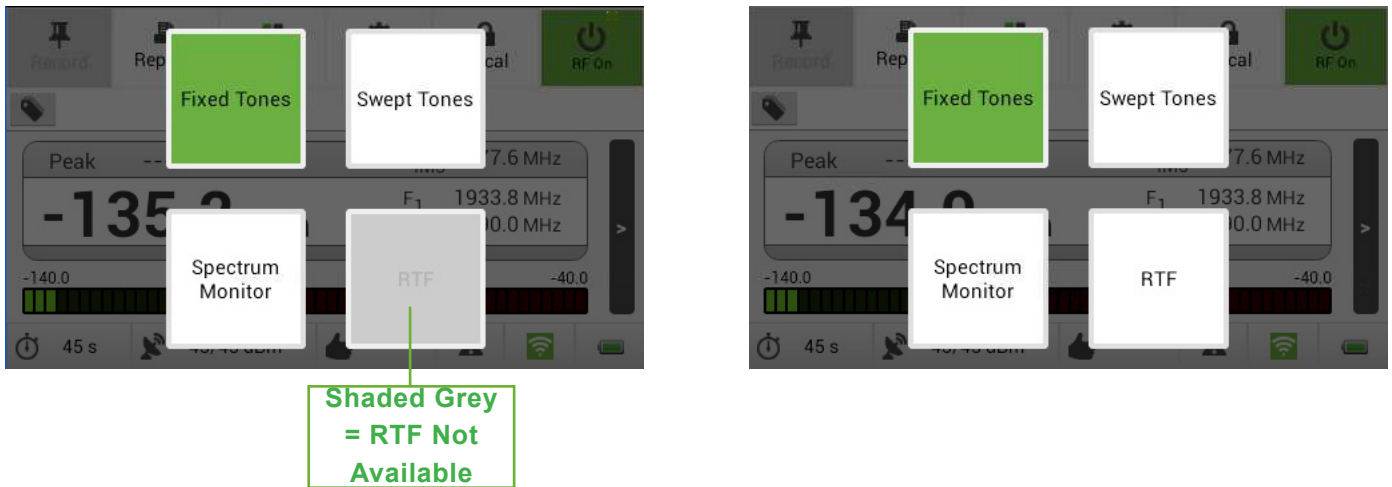 Record
Rep
cal
RF On
Fixed Tones
Swept Tones
Peak
7.6 MHz
F1 1933.8 MHz
-135.
0.0 MHz
Spectrum
Monitor
RTF
-140.0
-40.0
45 s
Shaded Grey
= RTF Not
Available
Record
Rep
cal
RF On
Fixed Tones
Swept Tones
Peak
7.6 MHz
F1 1933.8 MHz
-134.
0.0 MHz
Spectrum
Monitor
RTF
-140.0
-40.0
45 s